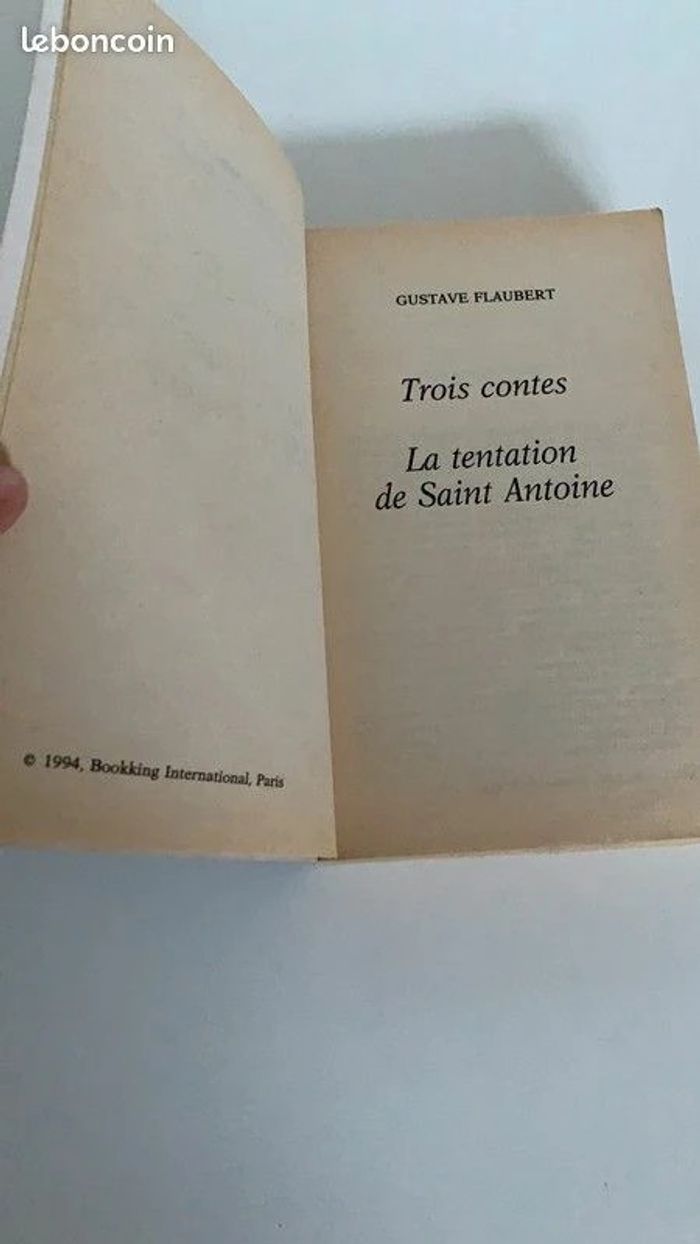 leboncoin
GUSTAVE FLAUBERT
Trois contes
La tentation
de Saint Antoine
© 1994, Bookking International, Paris